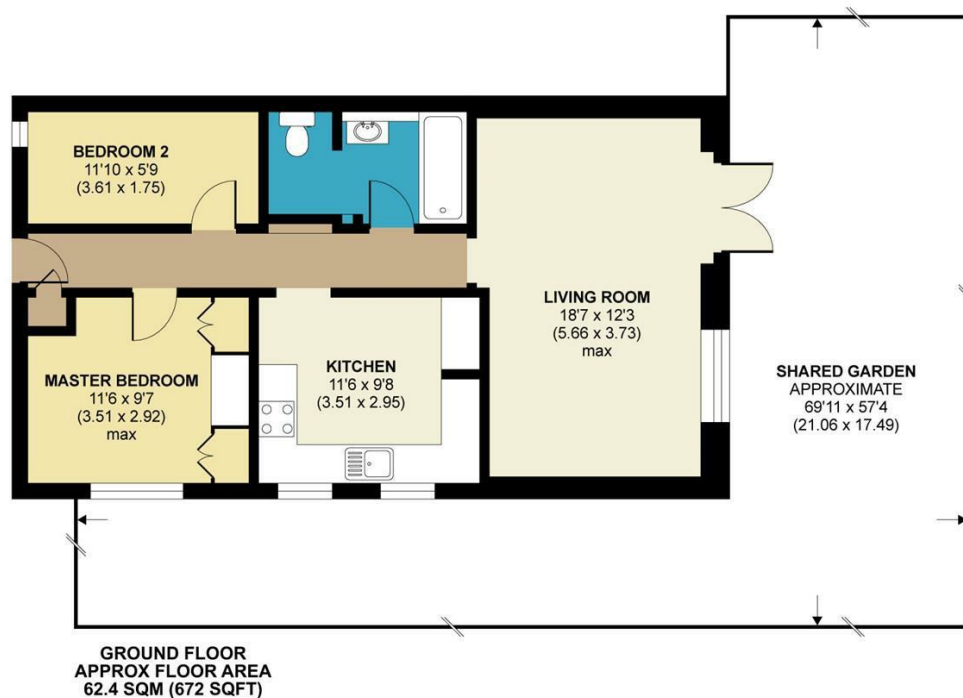 BEDROOM 2
11'10 x 5'9
(3.61 x 1.75)
LIVING ROOM
18'7 x 12'3
(5.66 x 3.73)
max
MASTER BEDROOM
11'6 x 9'7
(3.51 x 2.92)
max
KITCHEN
11'6 x 9'8
(3.51 x 2.95)
SHARED GARDEN
APPROXIMATE
69'11 x 57'4
(21.06 x 17.49)
GROUND FLOOR
APPROX FLOOR AREA
62.4 SQM (672 SQFT)